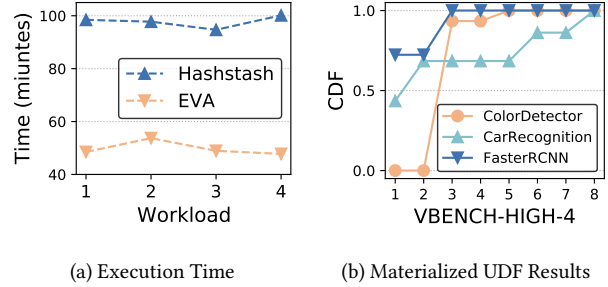 100
80
60
40
Time (miuntes)
Hashstash
EVA
1 2 3 4
Workload
(a) Execution Time
1.0
0.5
0.0
CDF
ColorDetector
CarRecognition
FasterRCNN
1 2 3 4 5 6 7 8
VBENCH-HIGH-4
(b) Materialized UDF Results